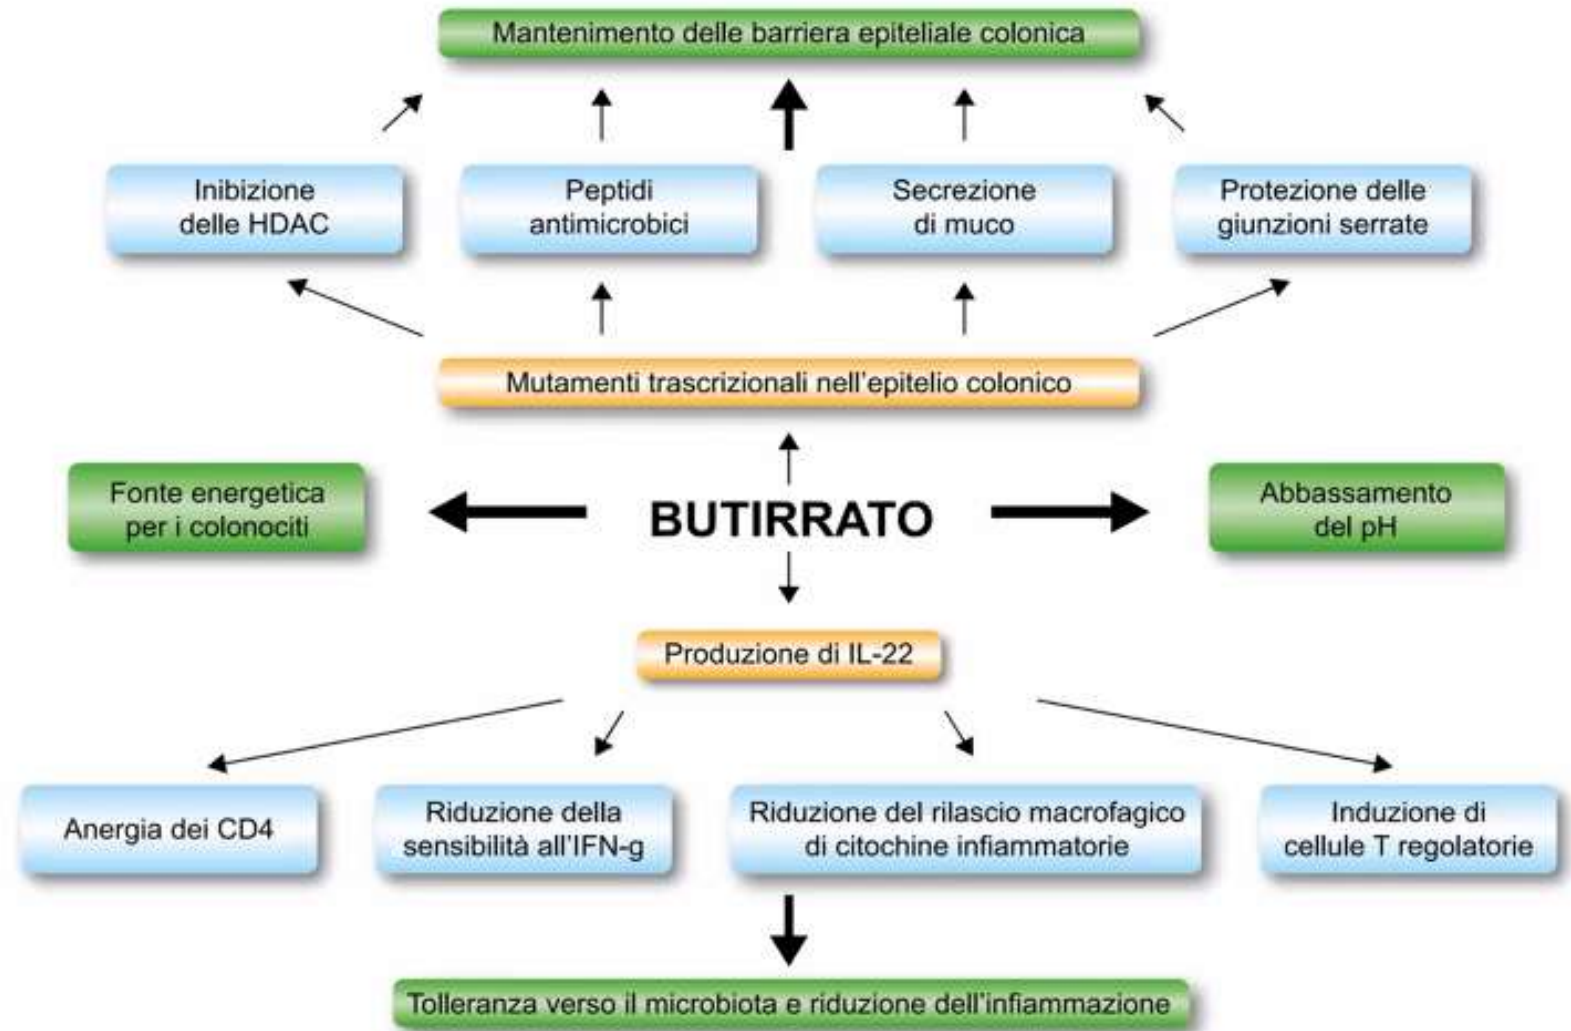 Mantenimento delle barriera epiteliale colonica
Inibizione
delle HDAC
Peptidi
antimicrobici
Secrezione
di muco
Protezione delle
giunzioni serrate
Mutamenti trascrizionali nell'epitelio colonico
Fonte energetica
per i colonociti
BUTIRRATO
Abbassamento
del pH
Produzione di IL-22
Anergia dei CD4
Riduzione della
sensibilità all'IFN-g
Riduzione del rilascio macrofagico
di citochine infiammatorie
Induzione di
cellule T regolatorie
Tolleranza verso il microbiota e riduzione dell'infiammazione